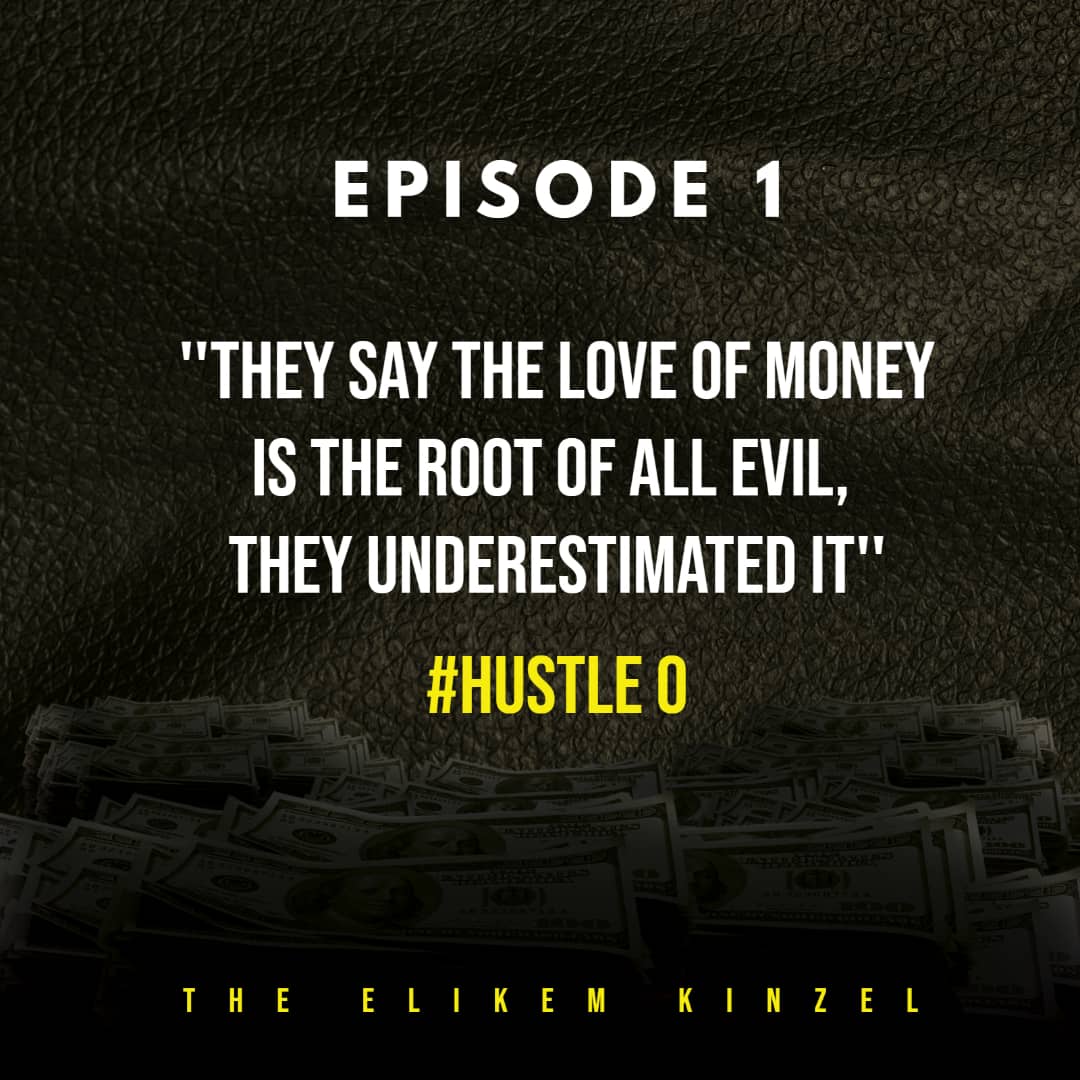 EPISODE 1
"THEY SAY THE LOVE OF MONEY
IS THE ROOT OF ALL EVIL,
THEY UNDERESTIMATED IT"
#HUSTLE O
THE ELIKEM KINZEL